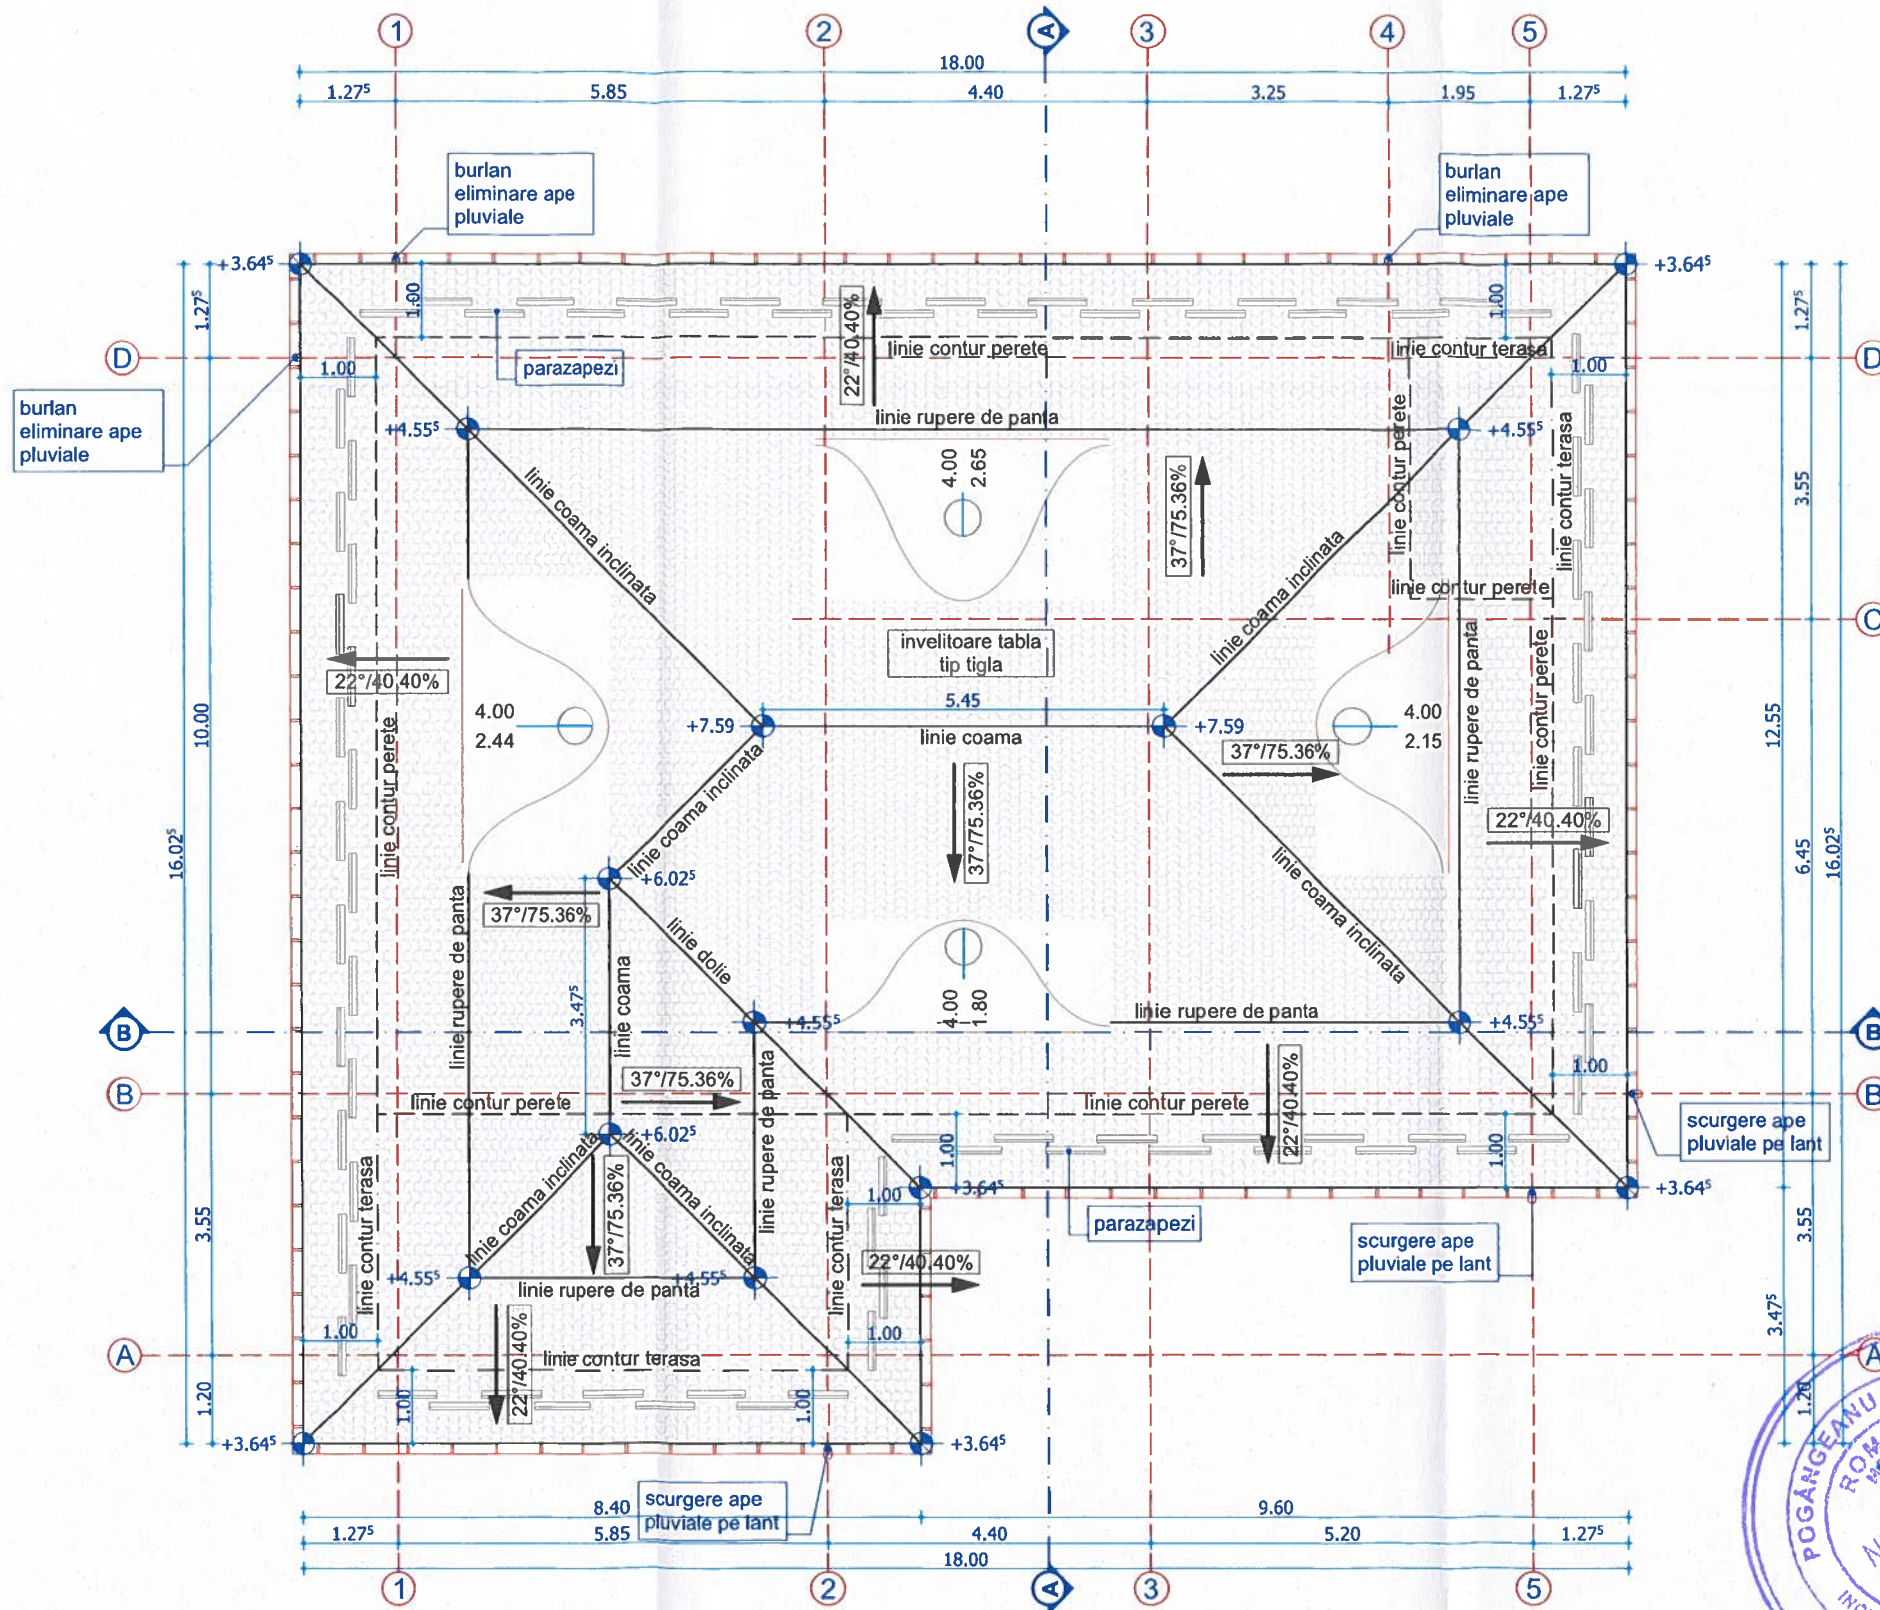 1
2
A
3
4
5
18.00
1.27⁵
5.85
4.40
3.25
1.95
1.27⁵
burlan
eliminare ape
pluviale
burlan
eliminare ape
pluviale
+3.64⁵
+3.64⁵
1.27⁵
1.00
1.00
1.27⁵
22°/40.40%
linie contur perete
linie contur terasa
D
D
1.00
parazapezi
1.00
burlan
eliminare ape
pluviale
linie rupere de panta
+4.55⁵
+4.55⁵
linie contur perete
linie contur terasa
4.00
2.65
3.55
linie coama inclinata
37°/75.36%
linie coama inclinata
linie contur perete
C
invelitoare tabla
tip tigla
22°/40.40%
5.45
4.00
2.44
+7.59
+7.59
linie coama
4.00
2.15
37°/75.36%
linie rupere de panta
linie contur perete
10.00
12.55
linie contur perete
22°/40.40%
linie coama inclinata
37°/75.36%
16.02⁵
6.45
16.02⁵
+6.02⁵
37°/75.36%
linie coama inclinata
linie rupere de panta
linie dolie
linie coama
3.47⁵
4.00
1.80
+4.55⁵
linie rupere de panta
+4.55⁵
B
B
1.00
37°/75.36%
linie rupere de panta
22°/40.40%
B
linie contur perete
linie contur perete
B
scurgere ape
pluviale pe lant
+6.02⁵
1.00
1.00
linie coama inclinata
linie coama inclinata
37°/75.36%
linie contur terasa
linie contur terasa
1.00
+3.64⁵
+3.64⁵
parazapezi
scurgere ape
pluviale pe lant
3.55
3.55
22°/40.40%
+4.55⁵
+4.55⁵
linie rupere de panta
3.47⁵
1.00
1.00
A
22°/40.40%
linie contur terasa
A
1.20
1.00
1.00
1.20
+3.64⁵
+3.64⁵
POGĂNGEANU
8.40
scurgere ape
pluviale pe lant
9.60
1.27⁵
5.85
4.40
5.20
1.27⁵
18.00
1
2
A
3
5